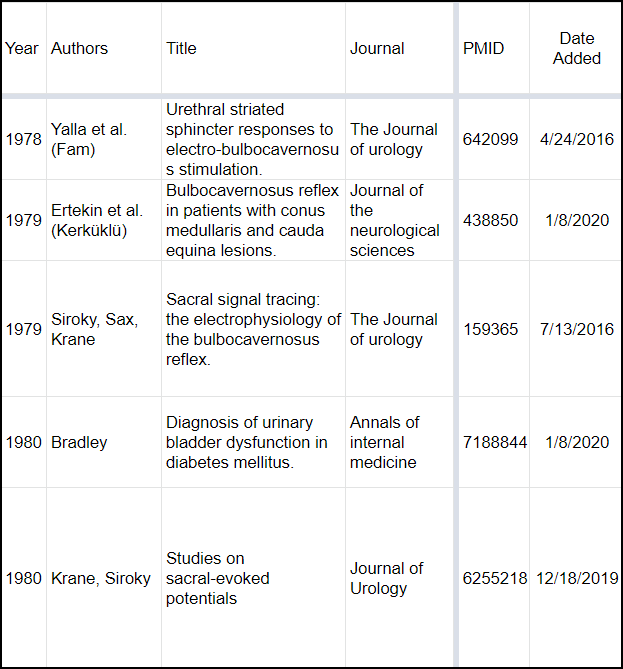 Year Authors Title Journal PMID Date
Added
1978 Yalla et al.
(Fam) Urethral striated
sphincter responses to
electro-bulbocavernosu
s stimulation. The Journal
of urology 642099 4/24/2016
1979 Ertekin et al.
(Kerküklü) Bulbocavernosus reflex
in patients with conus
medullaris and cauda
equina lesions. Journal of
the
neurological
sciences 438850 1/8/2020
1979 Siroky, Sax,
Krane Sacral signal tracing:
the electrophysiology of
the bulbocavernosus
reflex. The Journal
of urology 159365 7/13/2016
1980 Bradley Diagnosis of urinary
bladder dysfunction in
diabetes mellitus. Annals of
internal
medicine 7188844 1/8/2020
1980 Krane, Siroky Studies on
sacral-evoked
potentials Journal of
Urology 6255218 12/18/2019